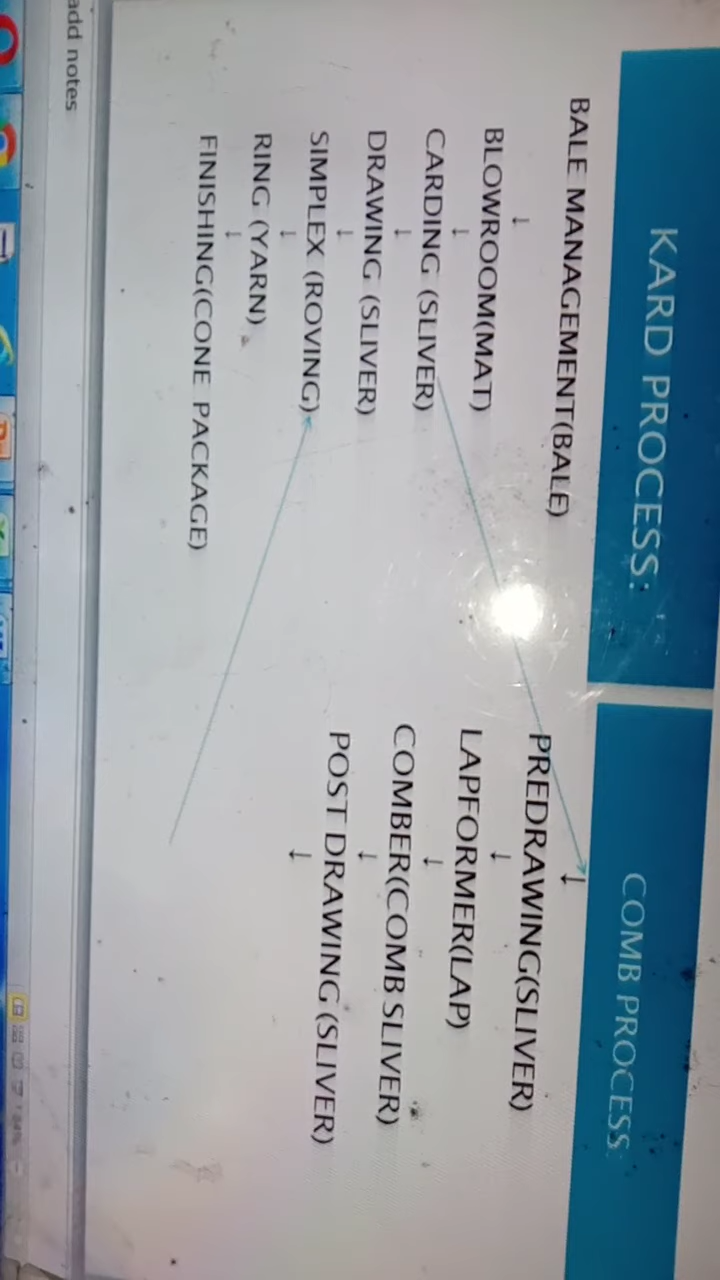 KARD PROCESS:
BALE MANAGEMENT(BALE)
↓
BLOWROOM(MAT)
↓
CARDING (SLIVER)
↓
DRAWING (SLIVER)
↓
SIMPLEX (ROVING)
↓
RING (YARN)
↓
FINISHING(CONE PACKAGE)
COMB PROCESS:
↓
PREDRAWING(SLIVER)
↓
LAPFORMER(LAP)
↓
COMBER(COMB SLIVER)
↓
POST DRAWING (SLIVER)
↓
add notes